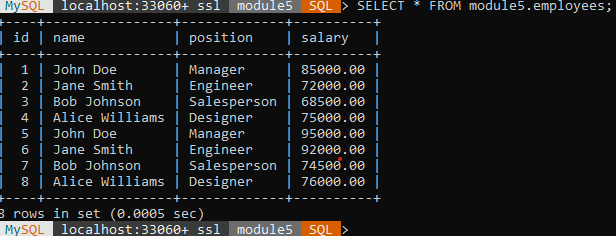 MySQL localhost:33060+ ssl module5 SQL > SELECT * FROM module5.employees;
+----+----------------+-------------+----------+
| id | name           | position    | salary   |
+----+----------------+-------------+----------+
|  1 | John Doe       | Manager     | 85000.00 |
|  2 | Jane Smith     | Engineer    | 72000.00 |
|  3 | Bob Johnson    | Salesperson | 68500.00 |
|  4 | Alice Williams | Designer    | 75000.00 |
|  5 | John Doe       | Manager     | 95000.00 |
|  6 | Jane Smith     | Engineer    | 92000.00 |
|  7 | Bob Johnson    | Salesperson | 74500.00 |
|  8 | Alice Williams | Designer    | 76000.00 |
+----+----------------+-------------+----------+
8 rows in set (0.0005 sec)
MySQL localhost:33060+ ssl module5 SQL >